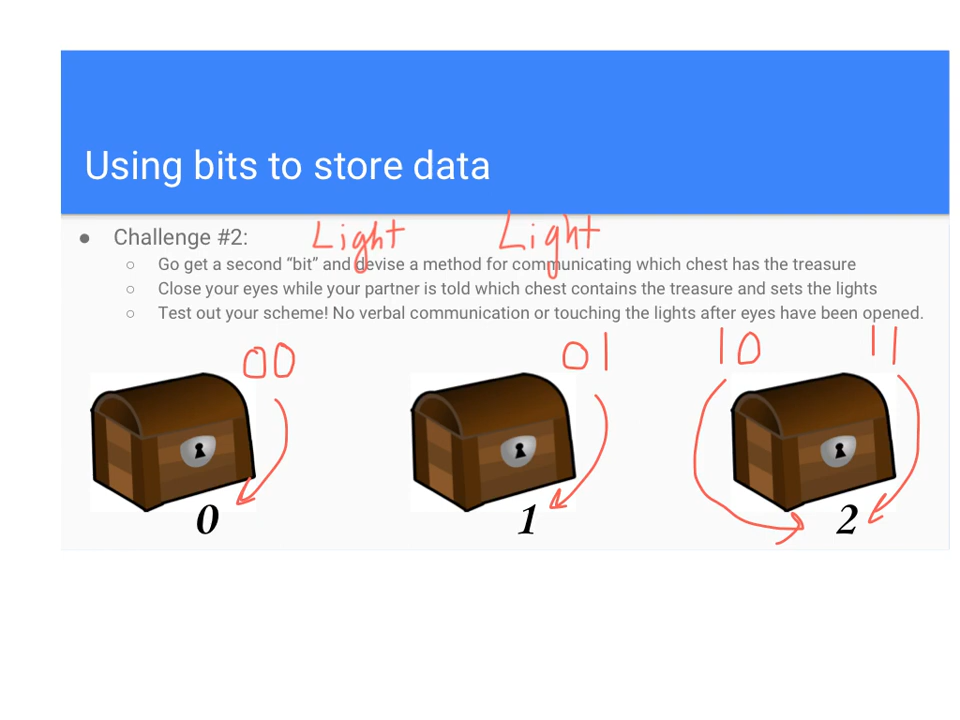 Using bits to store data
● Challenge #2: Light Light
○ Go get a second “bit” and devise a method for communicating which chest has the treasure
○ Close your eyes while your partner is told which chest contains the treasure and sets the lights
○ Test out your scheme! No verbal communication or touching the lights after eyes have been opened.
00 01 10 11
0 1 2